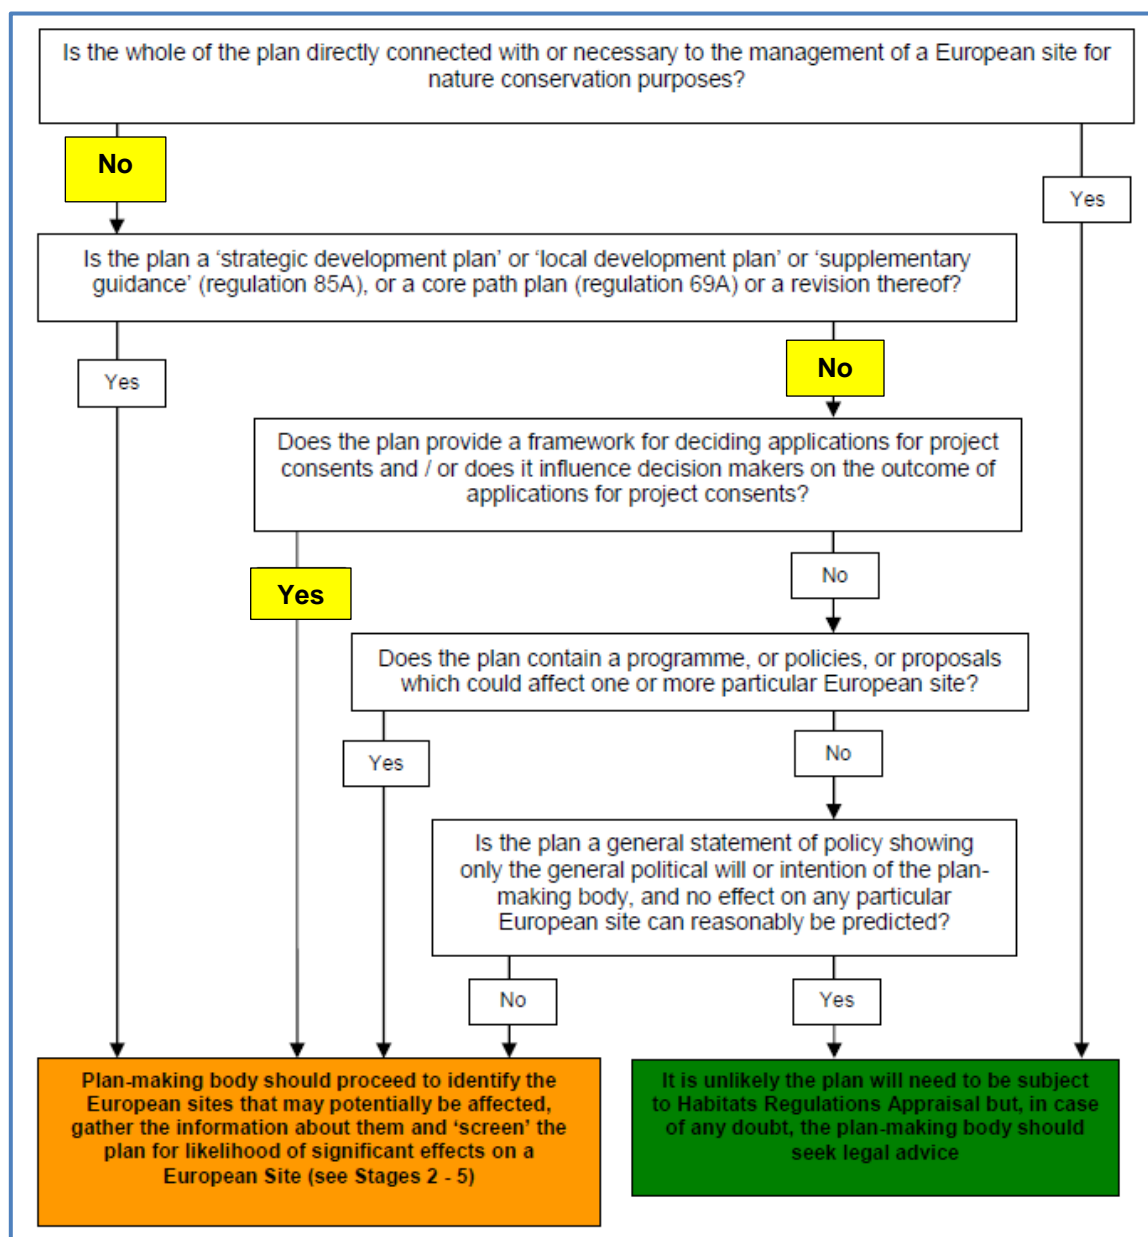 Is the whole of the plan directly connected with or necessary to the management of a European site for
nature conservation purposes?
No
Yes
Is the plan a ‘strategic development plan’ or ‘local development plan’ or ‘supplementary
guidance’ (regulation 85A), or a core path plan (regulation 69A) or a revision thereof?
Yes
No
Does the plan provide a framework for deciding applications for project
consents and / or does it influence decision makers on the outcome of
applications for project consents?
Yes
No
Does the plan contain a programme, or policies, or proposals
which could affect one or more particular European site?
Yes
No
Is the plan a general statement of policy showing
only the general political will or intention of the plan-
making body, and no effect on any particular
European site can reasonably be predicted?
No
Yes
Plan-making body should proceed to identify the
European sites that may potentially be affected,
gather the information about them and ‘screen’ the
plan for likelihood of significant effects on a
European Site (see Stages 2 - 5)
It is unlikely the plan will need to be subject
to Habitats Regulations Appraisal but, in case
of any doubt, the plan-making body should
seek legal advice